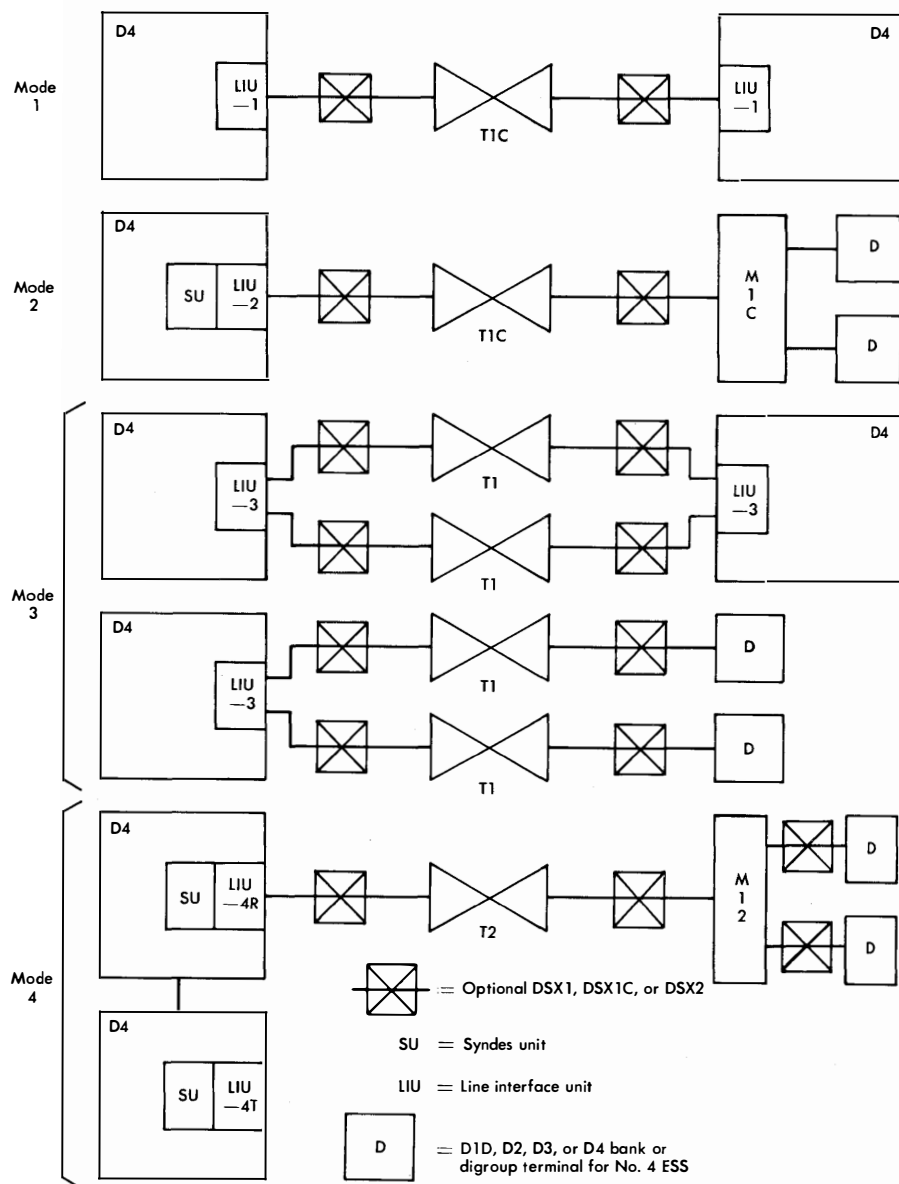 D4
D4
Mode
1
LIU
—1
LIU
—1
T1C
D4
Mode
2
SU
LIU
—2
T1C
M
1
C
D
D
D4
D4
LIU
—3
T1
LIU
—3
T1
Mode
3
D4
LIU
—3
T1
D
T1
D
D4
SU
LIU
—4R
T2
M
1
2
D
D
Mode
4
= Optional DSX1, DSX1C, or DSX2
D4
SU
LIU
—4T
SU = Syndes unit
LIU = Line interface unit
D
= D1D, D2, D3, or D4 bank or
digroup terminal for No. 4 ESS